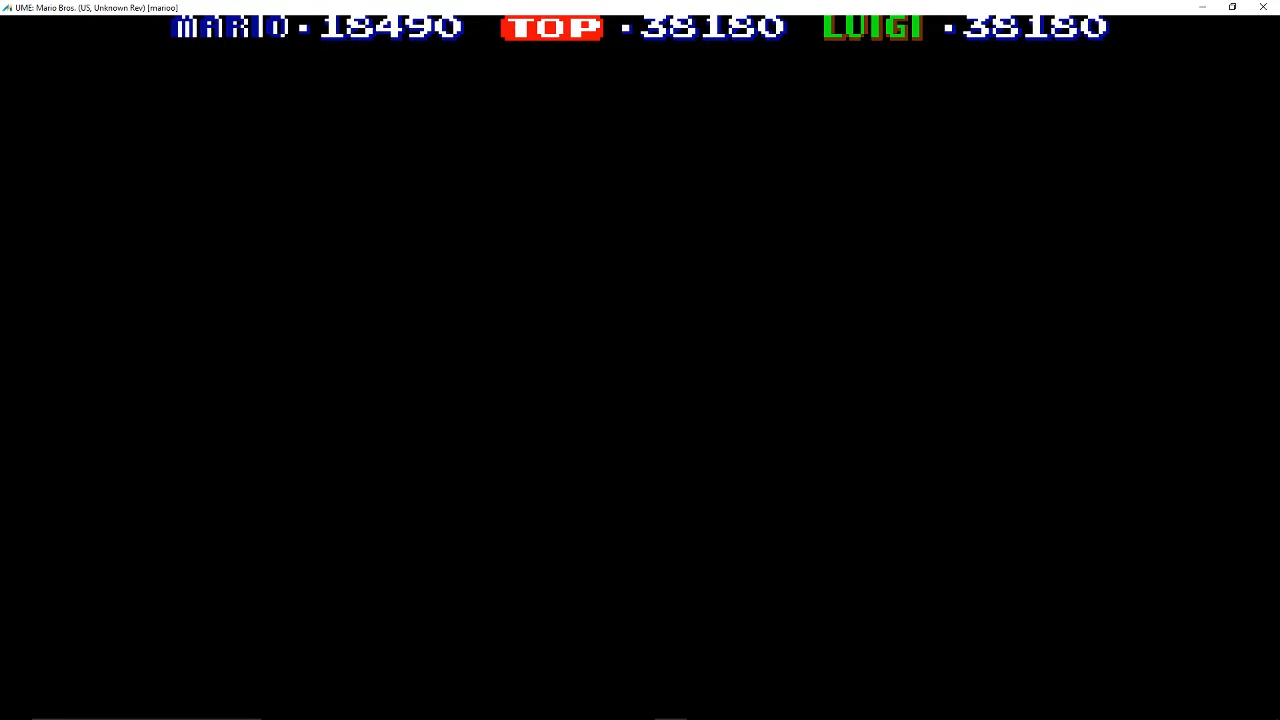 UME: Mario Bros. (US, Unknown Rev) [marioo]
MARIO·18490 TOP ·38180 LUIGI ·38180